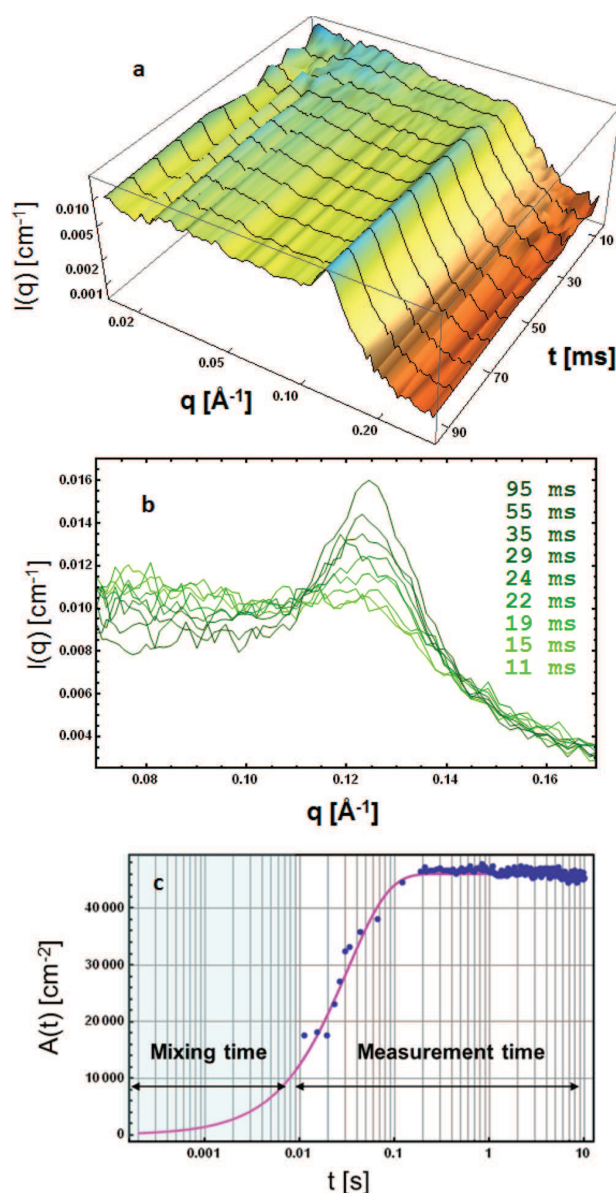 a
I(q) [cm⁻¹]
0.010
0.005
0.002
0.001
0.02
0.05
0.10
0.20
q [Å⁻¹]
10
30
50
70
90
t [ms]
b
I(q) [cm⁻¹]
0.016
0.014
0.012
0.010
0.008
0.006
0.004
95 ms
55 ms
35 ms
29 ms
24 ms
22 ms
19 ms
15 ms
11 ms
0.08
0.10
0.12
0.14
0.16
q [Å⁻¹]
c
A(t) [cm⁻²]
40 000
30 000
20 000
10 000
0
Mixing time
Measurement time
0.001
0.01
0.1
1
10
t [s]